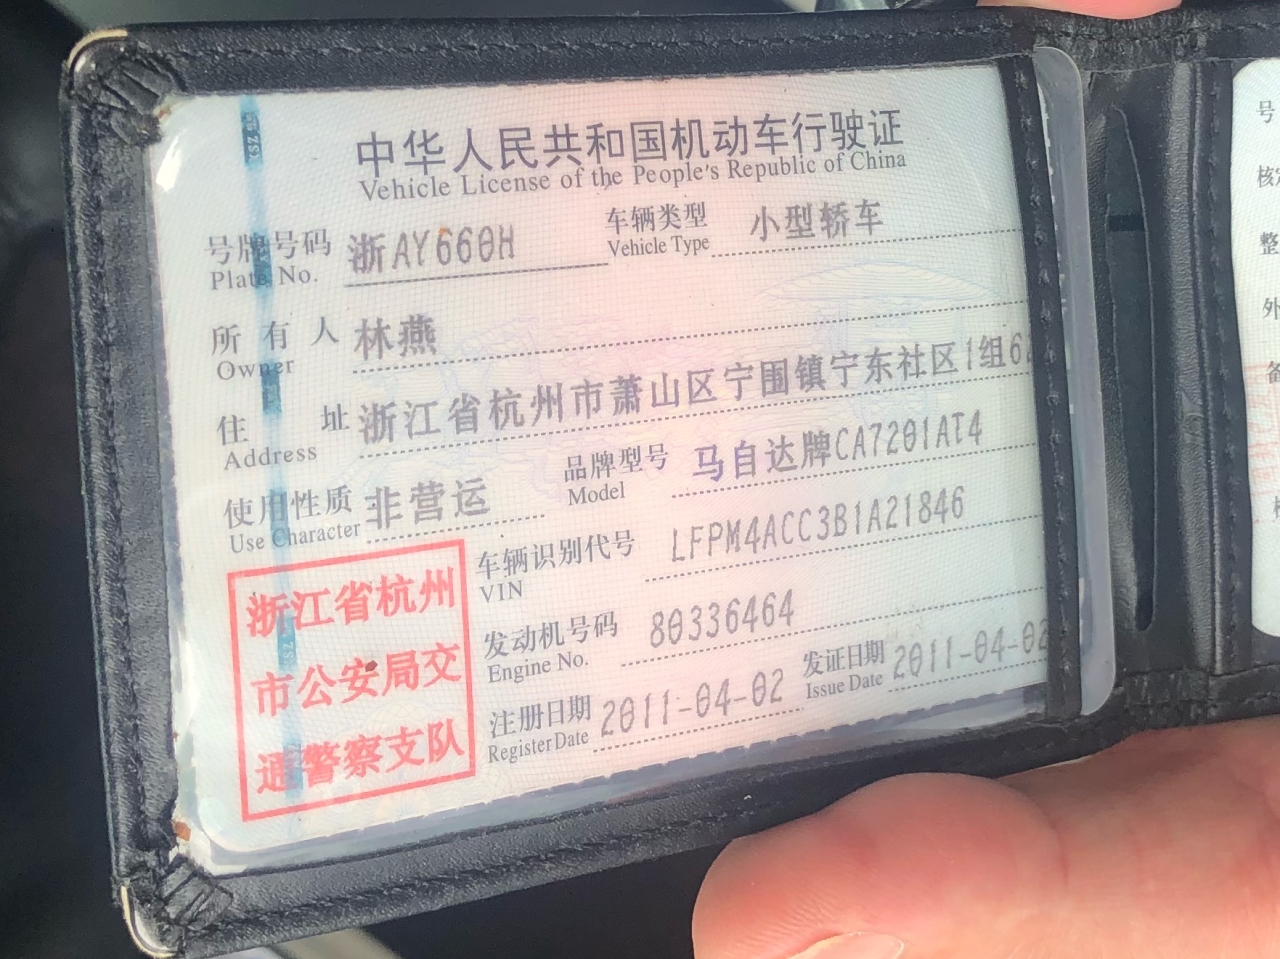 中华人民共和国机动车行驶证
Vehicle License of the People's Republic of China
号牌号码 浙AY660H 车辆类型 小型轿车
Plate No. Vehicle Type
所有人 林燕
Owner
住址 浙江省杭州市萧山区宁围镇宁东社区1组6
Address
使用性质 非营运 品牌型号 马自达牌CA7201AT4
Use Character Model
车辆识别代号 LFPM4ACC3B1A21846
VIN
发动机号码 80336464
Engine No.
注册日期 2011-04-02 发证日期 2011-04-02
Register Date Issue Date
浙江省杭州
市公安局交
通警察支队
号
核定
整
外
备